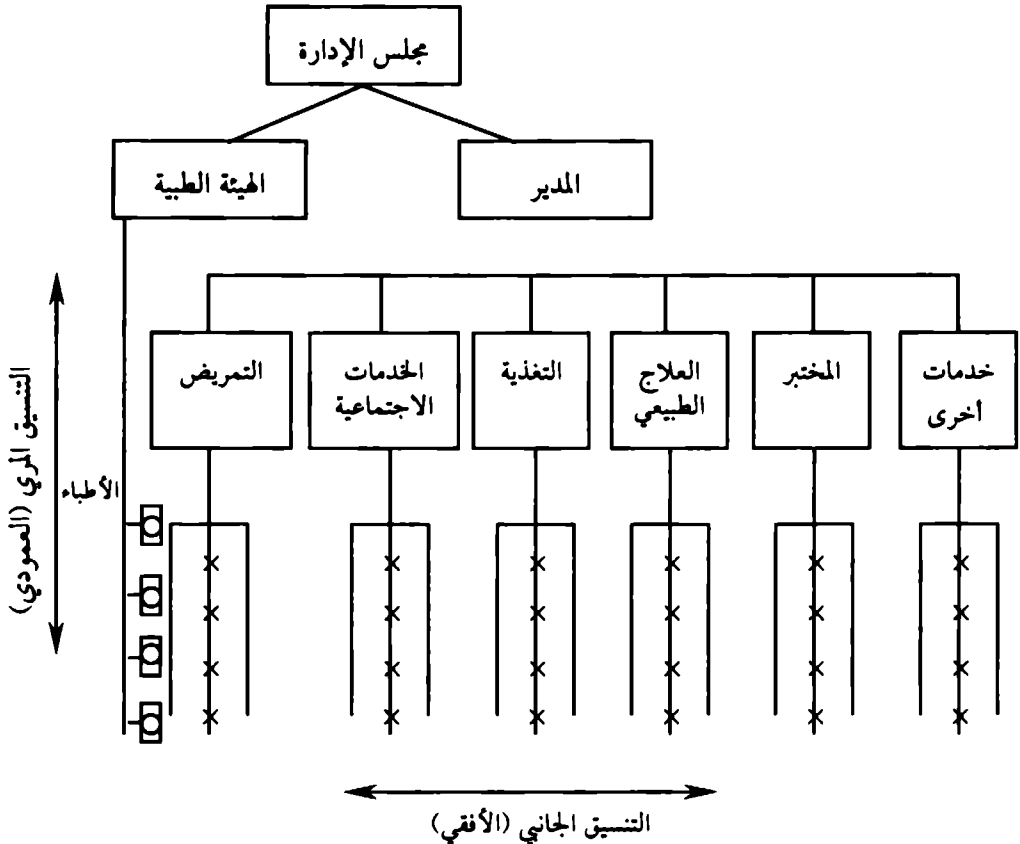 مجلس الإدارة
المدير
الهيئة الطبية
خدمات
أخرى
المختبر
العلاج
الطبيعي
التغذية
الخدمات
الاجتماعية
التمريض
الأطباء
التنسيق المري (العمودي)
التنسيق الجانبي (الأفقي)